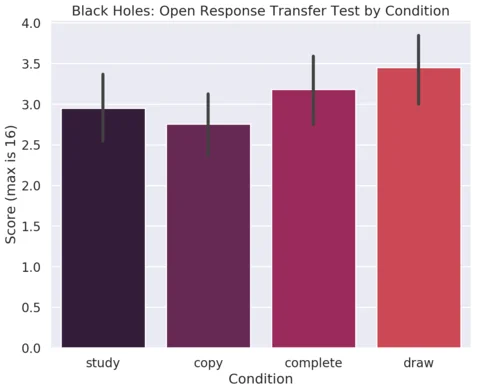 Black Holes: Open Response Transfer Test by Condition
4.0
3.5
3.0
2.5
2.0
1.5
1.0
0.5
0.0
Score (max is 16)
study copy complete draw
Condition